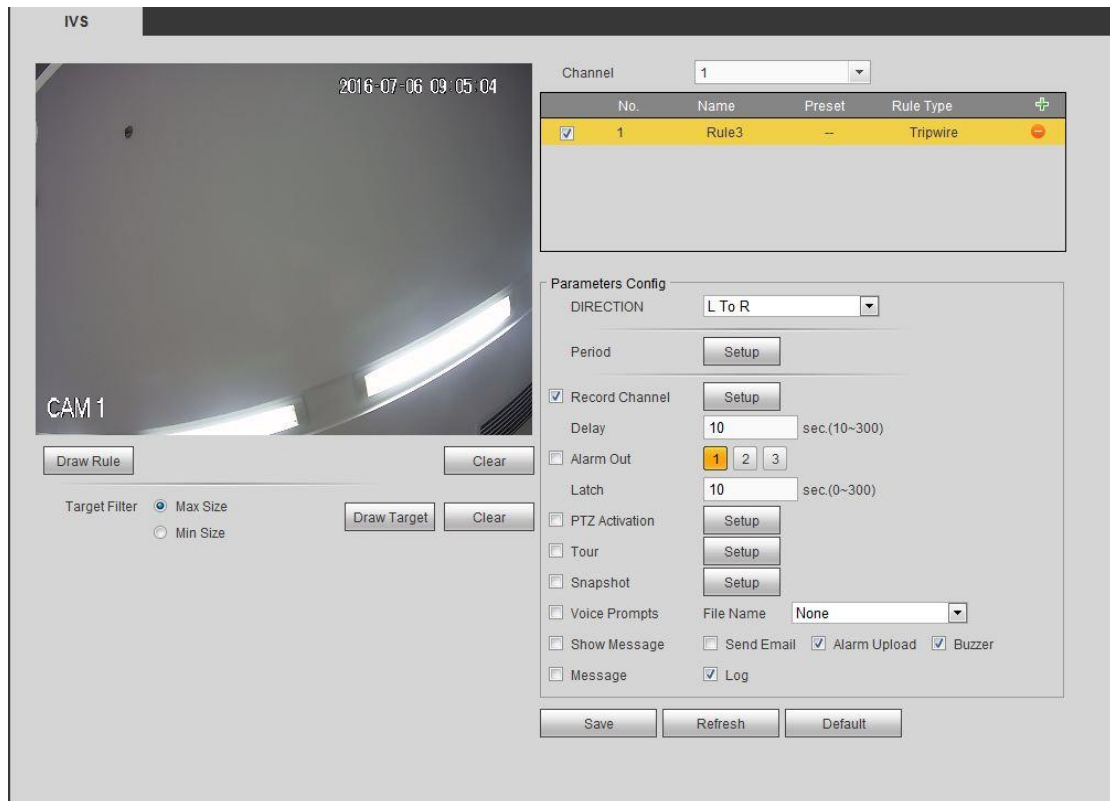 IVS
2016-07-06 09:05:04
CAM 1
Draw Rule
Clear
Target Filter
Max Size
Min Size
Draw Target
Clear
Channel
1
No. Name Preset Rule Type
1 Rule3 -- Tripwire
Parameters Config
DIRECTION L To R
Period Setup
Record Channel Setup
Delay 10 sec.(10~300)
Alarm Out 1 2 3
Latch 10 sec.(0~300)
PTZ Activation Setup
Tour Setup
Snapshot Setup
Voice Prompts File Name None
Show Message Send Email Alarm Upload Buzzer
Message Log
Save Refresh Default